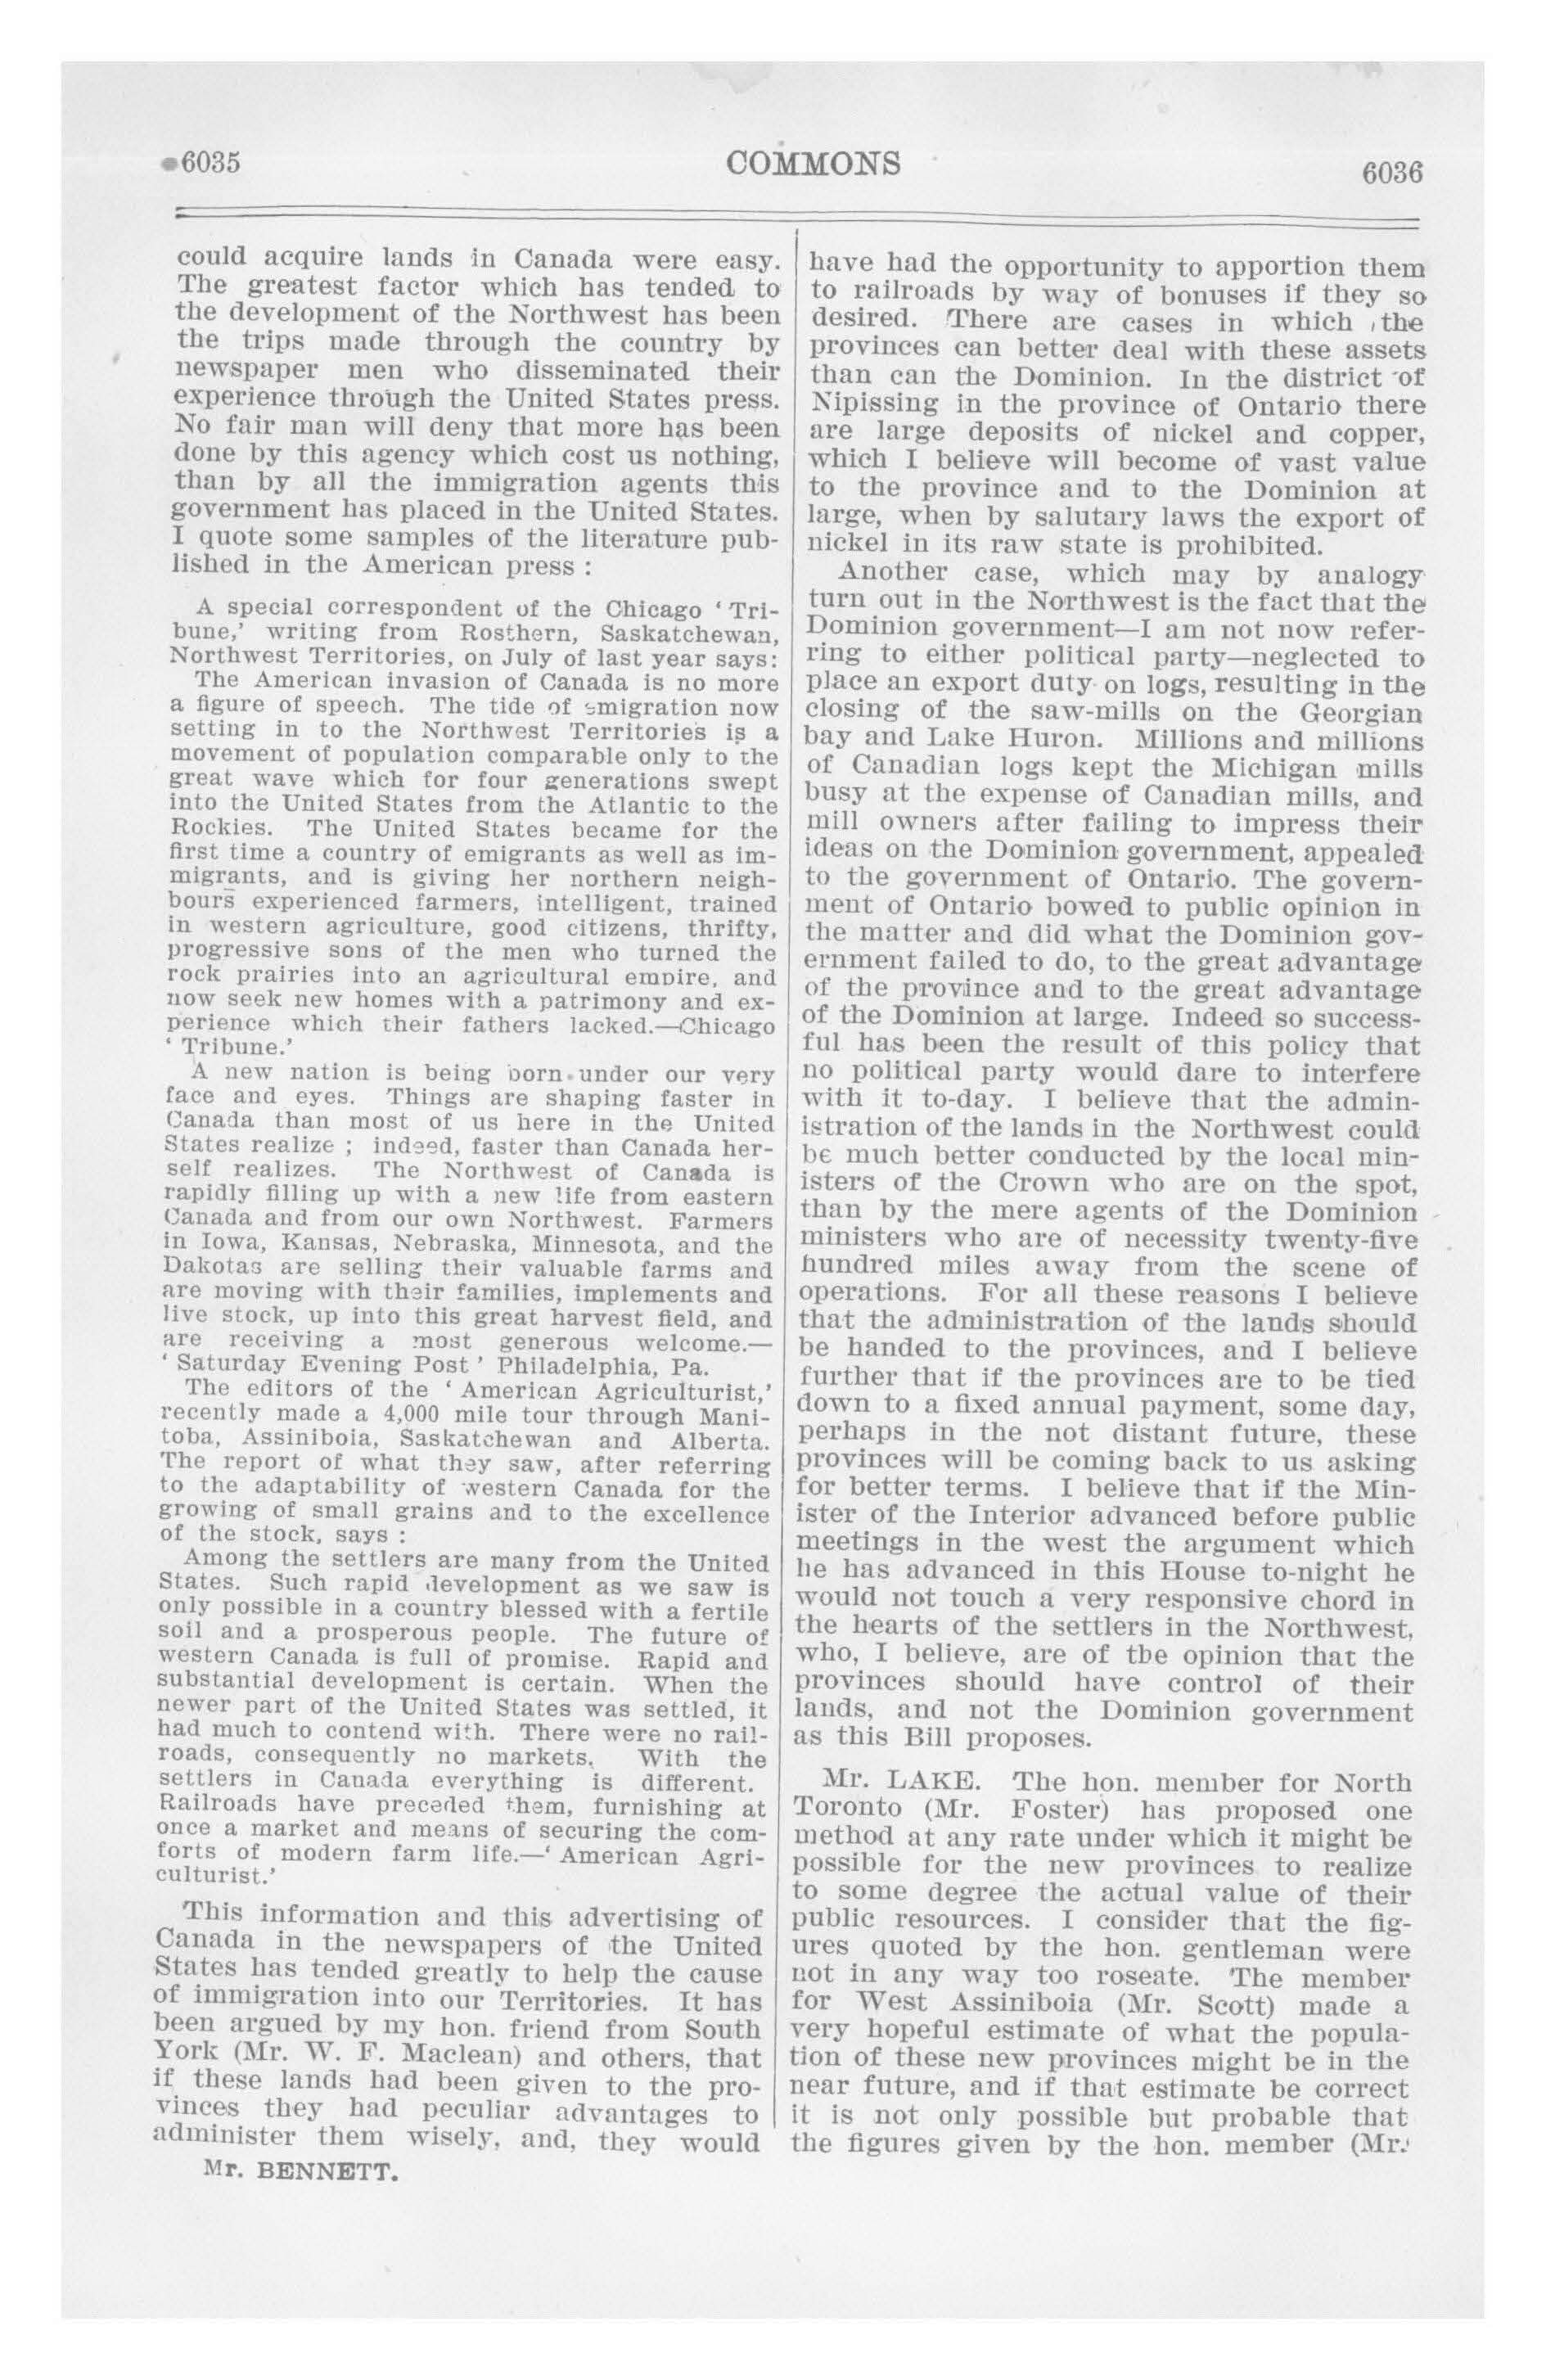 6035
COMMONS
6036
could acquire lands in Canada were easy.
The greatest factor which has tended to
the development of the Northwest has been
the trips made through the country by
newspaper men who disseminated their
experience through the United States press.
No fair man will deny that more has been
done by this agency which cost us nothing,
than by all the immigration agents this
government has placed in the United States.
I quote some samples of the literature pub-
lished in the American press :
A special correspondent of the Chicago ‘ Tri-
bune,’ writing from Rosthern, Saskatchewan,
Northwest Territories, on July of last year says:
The American invasion of Canada is no more
a figure of speech. The tide of emigration now
setting in to the Northwest Territories is a
movement of population comparable only to the
great wave which for four generations swept
into the United States from the Atlantic to the
Rockies. The United States became for the
first time a country of emigrants as well as im-
migrants, and is giving her northern neigh-
bours experienced farmers, intelligent, trained
in western agriculture, good citizens, thrifty,
progressive sons of the men who turned the
rock prairies into an agricultural empire, and
now seek new homes with a patrimony and ex-
perience which their fathers lacked.—Chicago
‘ Tribune.’
A new nation is being born under our very
face and eyes. Things are shaping faster in
Canada than most of us here in the United
States realize ; indeed, faster than Canada her-
self realizes. The Northwest of Canada is
rapidly filling up with a new life from eastern
Canada and from our own Northwest. Farmers
in Iowa, Kansas, Nebraska, Minnesota, and the
Dakotas are selling their valuable farms and
are moving with their families, implements and
live stock, up into this great harvest field, and
are receiving a most generous welcome.—
‘ Saturday Evening Post ’ Philadelphia, Pa.
The editors of the ‘ American Agriculturist,’
recently made a 4,000 mile tour through Mani-
toba, Assiniboia, Saskatchewan and Alberta.
The report of what they saw, after referring
to the adaptability of western Canada for the
growing of small grains and to the excellence
of the stock, says :
Among the settlers are many from the United
States. Such rapid development as we saw is
only possible in a country blessed with a fertile
soil and a prosperous people. The future of
western Canada is full of promise. Rapid and
substantial development is certain. When the
newer part of the United States was settled, it
had much to contend with. There were no rail-
roads, consequently no markets. With the
settlers in Canada everything is different.
Railroads have preceded them, furnishing at
once a market and means of securing the com-
forts of modern farm life.—‘ American Agri-
culturist.’
This information and this advertising of
Canada in the newspapers of the United
States has tended greatly to help the cause
of immigration into our Territories. It has
been argued by my hon. friend from South
York (Mr. W. F. Maclean) and others, that
if these lands had been given to the pro-
vinces they had peculiar advantages to
administer them wisely, and, they would
Mr. BENNETT.
have had the opportunity to apportion them
to railroads by way of bonuses if they so
desired. There are cases in which the
provinces can better deal with these assets
than can the Dominion. In the district of
Nipissing in the province of Ontario there
are large deposits of nickel and copper,
which I believe will become of vast value
to the province and to the Dominion at
large, when by salutary laws the export of
nickel in its raw state is prohibited.
Another case, which may by analogy
turn out in the Northwest is the fact that the
Dominion government—I am not now refer-
ring to either political party—neglected to
place an export duty on logs, resulting in the
closing of the saw-mills on the Georgian
bay and Lake Huron. Millions and millions
of Canadian logs kept the Michigan mills
busy at the expense of Canadian mills, and
mill owners after failing to impress their
ideas on the Dominion government, appealed
to the government of Ontario. The govern-
ment of Ontario bowed to public opinion in
the matter and did what the Dominion gov-
ernment failed to do, to the great advantage
of the province and to the great advantage
of the Dominion at large. Indeed so success-
ful has been the result of this policy that
no political party would dare to interfere
with it to-day. I believe that the admin-
istration of the lands in the Northwest could
be much better conducted by the local min-
isters of the Crown who are on the spot,
than by the mere agents of the Dominion
ministers who are of necessity twenty-five
hundred miles away from the scene of
operations. For all these reasons I believe
that the administration of the lands should
be handed to the provinces, and I believe
further that if the provinces are to be tied
down to a fixed annual payment, some day,
perhaps in the not distant future, these
provinces will be coming back to us asking
for better terms. I believe that if the Min-
ister of the Interior advanced before public
meetings in the west the argument which
he has advanced in this House to-night he
would not touch a very responsive chord in
the hearts of the settlers in the Northwest,
who, I believe, are of the opinion that the
provinces should have control of their
lands, and not the Dominion government
as this Bill proposes.
Mr. LAKE. The hon. member for North
Toronto (Mr. Foster) has proposed one
method at any rate under which it might be
possible for the new provinces to realize
to some degree the actual value of their
public resources. I consider that the fig-
ures quoted by the hon. gentleman were
not in any way too roseate. The member
for West Assiniboia (Mr. Scott) made a
very hopeful estimate of what the popula-
tion of these new provinces might be in the
near future, and if that estimate be correct
it is not only possible but probable that
the figures given by the hon. member (Mr.